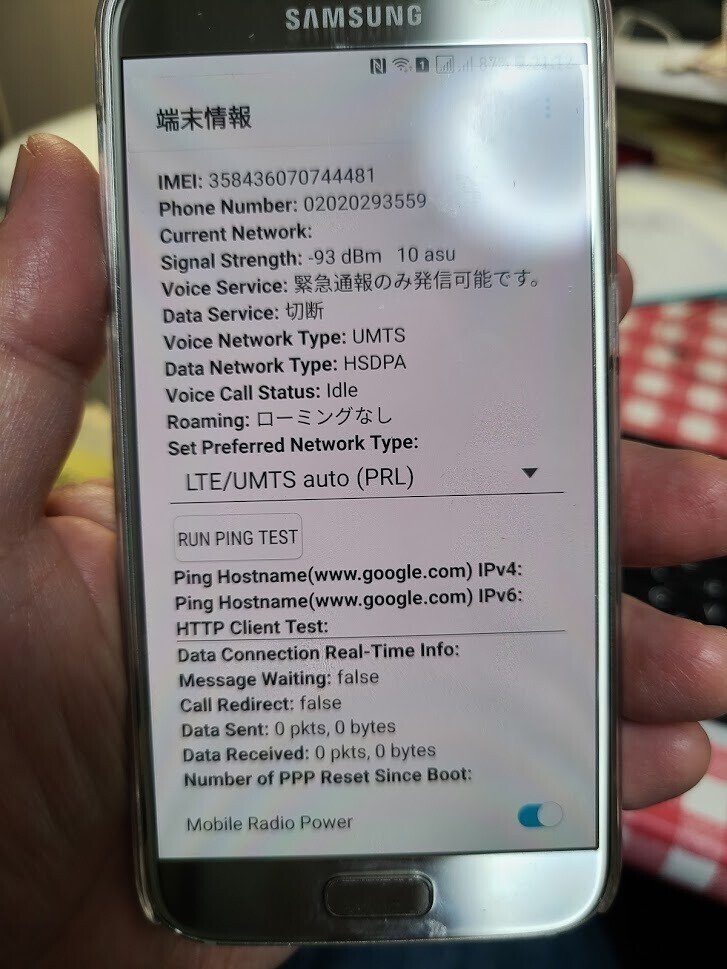 SAMSUNG
1 87%
端末情報
IMEI: 358436070744481
Phone Number: 02020293559
Current Network:
Signal Strength: -93 dBm 10 asu
Voice Service: 緊急通報のみ発信可能です。
Data Service: 切断
Voice Network Type: UMTS
Data Network Type: HSDPA
Voice Call Status: Idle
Roaming: ローミングなし
Set Preferred Network Type:
LTE/UMTS auto (PRL)
RUN PING TEST
Ping Hostname(www.google.com) IPv4:
Ping Hostname(www.google.com) IPv6:
HTTP Client Test:
Data Connection Real-Time Info:
Message Waiting: false
Call Redirect: false
Data Sent: 0 pkts, 0 bytes
Data Received: 0 pkts, 0 bytes
Number of PPP Reset Since Boot:
Mobile Radio Power